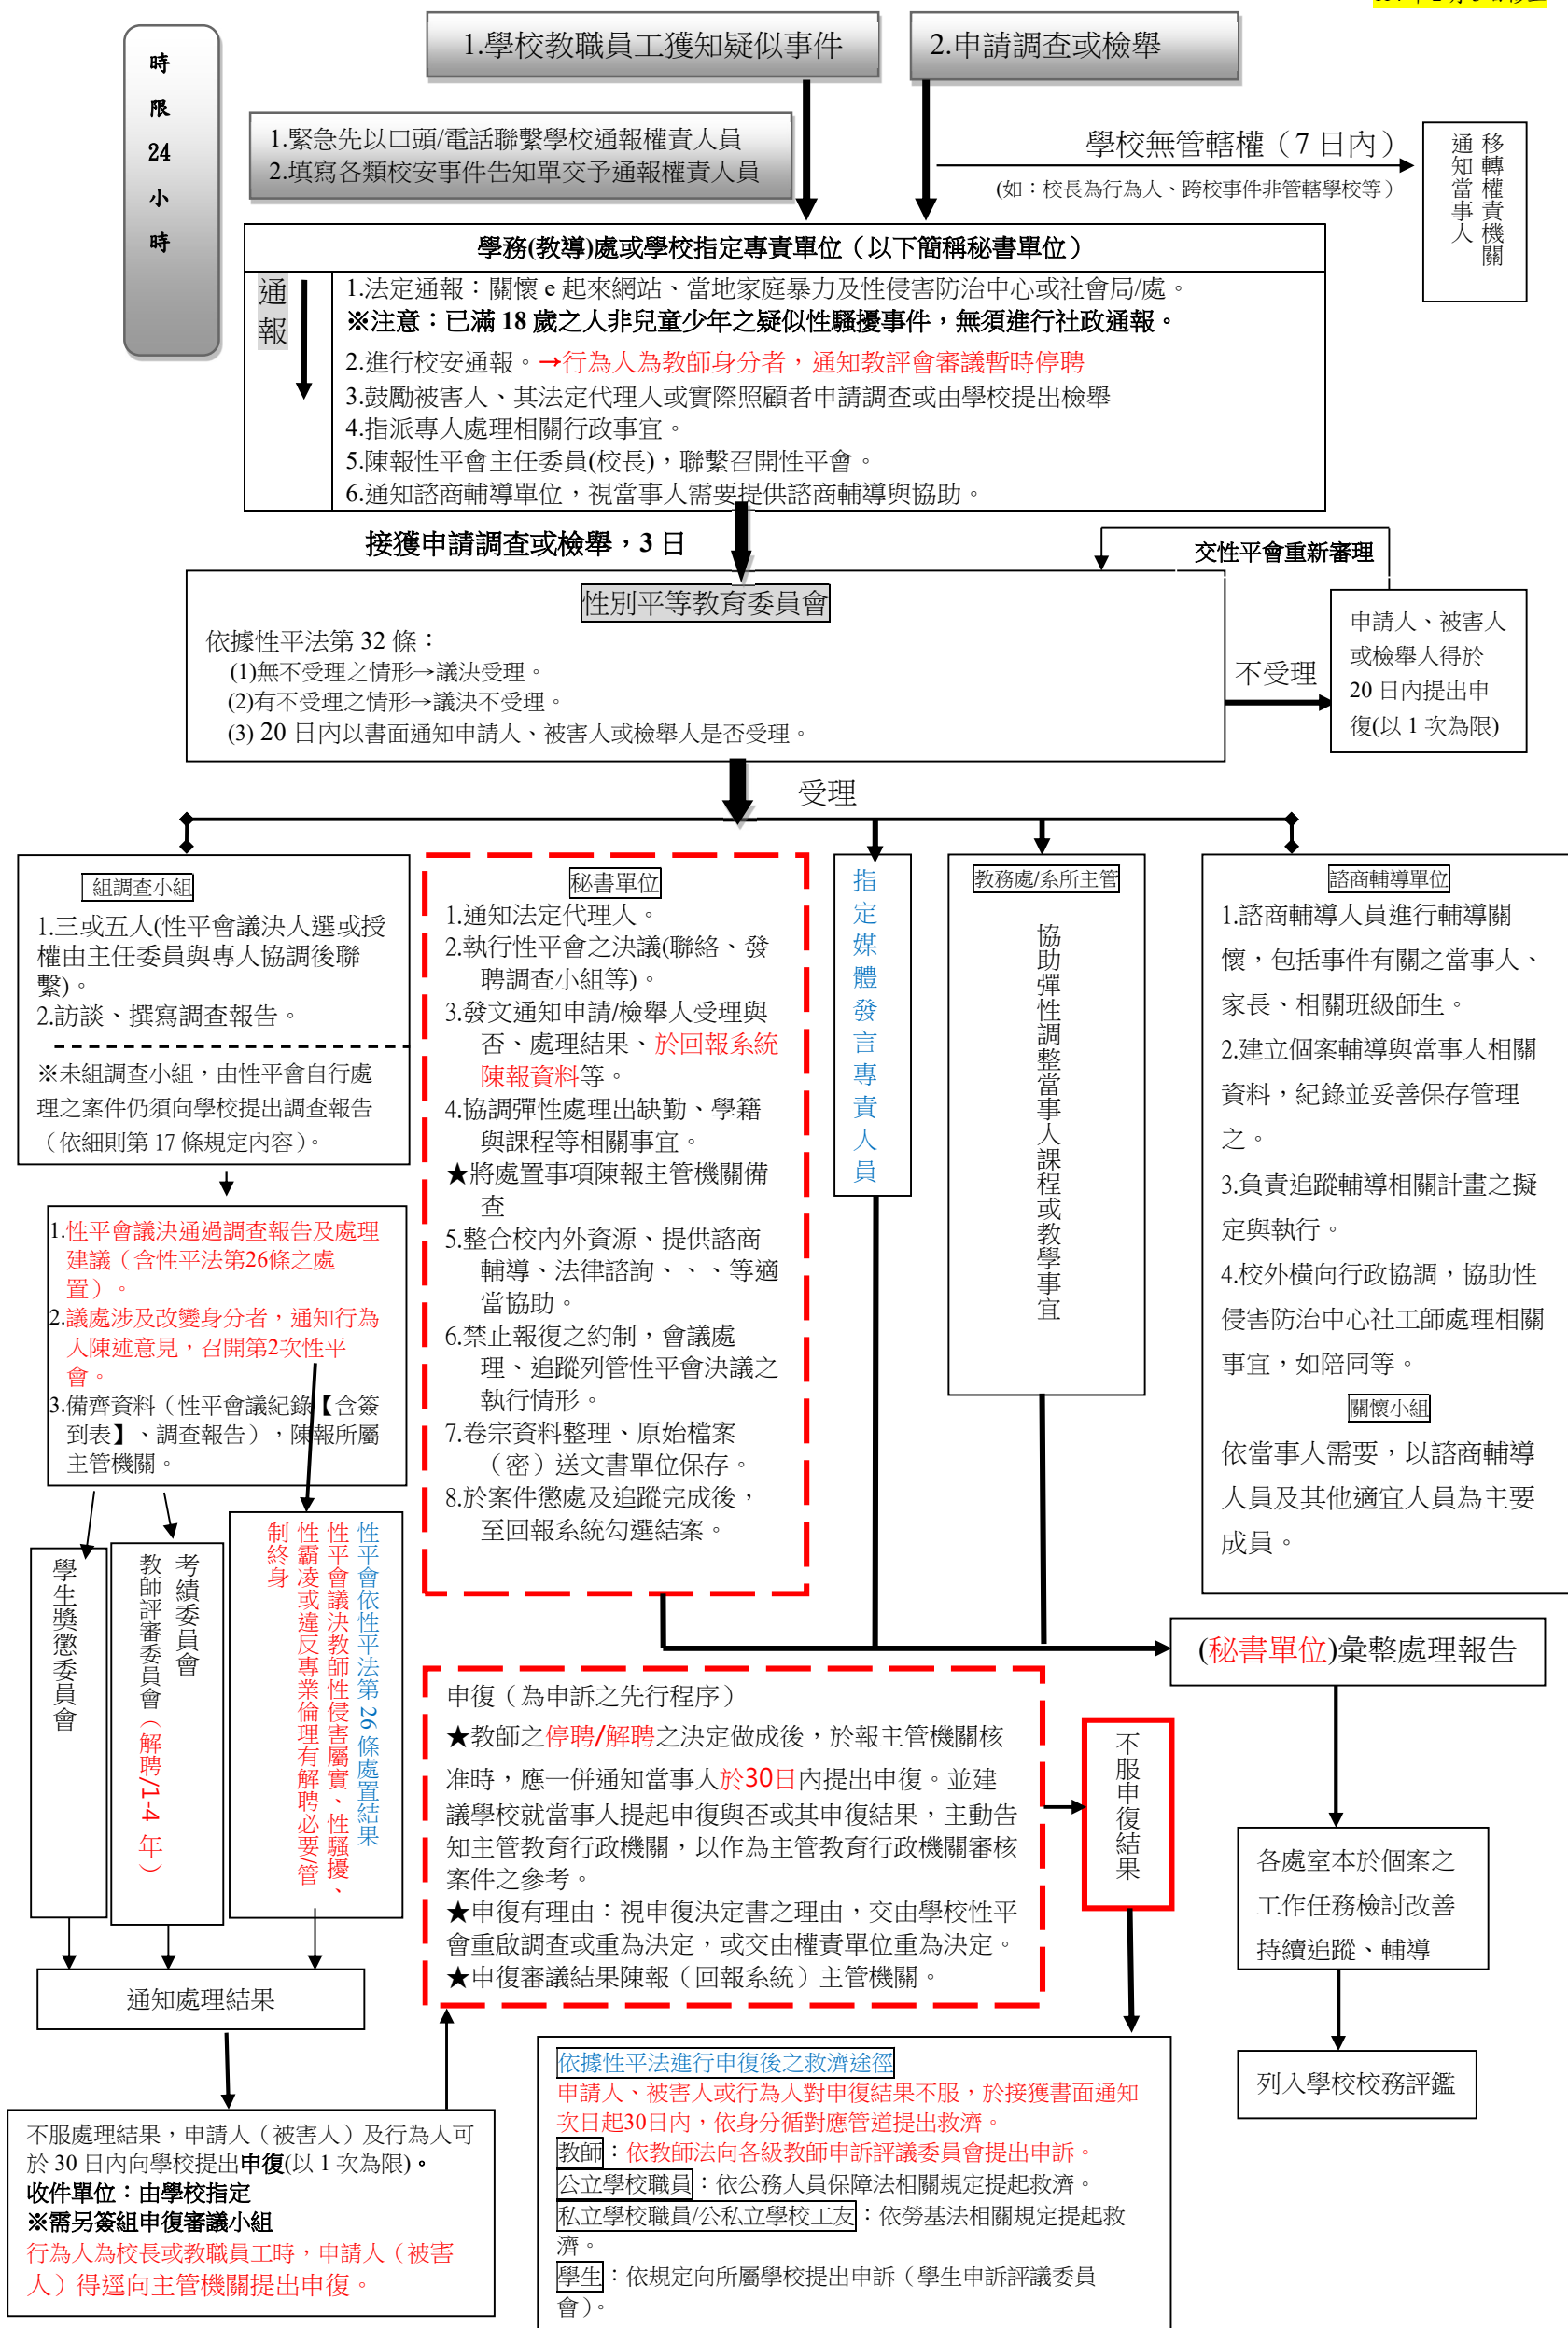 時
限
24
小
時
1.學校教職員工獲知疑似事件
2.申請調查或檢舉
1.緊急先以口頭/電話聯繫學校通報權責人員
2.填寫各類校安事件告知單交予通報權責人員
學校無管轄權（7 日內）
(如：校長為行為人、跨校事件非管轄學校等）
移轉權責機關
通知當事人
學務(教導)處或學校指定專責單位（以下簡稱秘書單位）
通報
1.法定通報：關懷 e 起來網站、當地家庭暴力及性侵害防治中心或社會局/處。
※注意：已滿 18 歲之人非兒童少年之疑似性騷擾事件，無須進行社政通報。
2.進行校安通報。→行為人為教師身分者，通知教評會審議暫時停聘
3.鼓勵被害人、其法定代理人或實際照顧者申請調查或由學校提出檢舉
4.指派專人處理相關行政事宜。
5.陳報性平會主任委員(校長)，聯繫召開性平會。
6.通知諮商輔導單位，視當事人需要提供諮商輔導與協助。
接獲申請調查或檢舉，3 日
交性平會重新審理
性別平等教育委員會
依據性平法第 32 條：
(1)無不受理之情形→議決受理。
(2)有不受理之情形→議決不受理。
(3) 20 日內以書面通知申請人、被害人或檢舉人是否受理。
不受理
申請人、被害人
或檢舉人得於
20 日內提出申
復(以 1 次為限)
受理
組調查小組
1.三或五人(性平會議決人選或授
權由主任委員與專人協調後聯
繫)。
2.訪談、撰寫調查報告。
※未組調查小組，由性平會自行處
理之案件仍須向學校提出調查報告
（依細則第 17 條規定內容）。
1.性平會議決通過調查報告及處理
建議（含性平法第26條之處
置）。
2.議處涉及改變身分者，通知行為
人陳述意見，召開第2次性平
會。
3.備齊資料（性平會議紀錄【含簽
到表】、調查報告），陳報所屬
主管機關。
學生獎懲委員會
考績委員會
教師評審委員會（解聘/1-4 年）
性平會依性平法第 26 條處置結果
性平會議決教師性侵害屬實、性騷擾、
性霸凌或違反專業倫理有解聘必要/管
制終身
通知處理結果
不服處理結果，申請人（被害人）及行為人可
於 30 日內向學校提出申復(以 1 次為限)。
收件單位：由學校指定
※需另簽組申復審議小組
行為人為校長或教職員工時，申請人（被害
人）得逕向主管機關提出申復。
秘書單位
1.通知法定代理人。
2.執行性平會之決議(聯絡、發
聘調查小組等)。
3.發文通知申請/檢舉人受理與
否、處理結果、於回報系統
陳報資料等。
4.協調彈性處理出缺勤、學籍
與課程等相關事宜。
★將處置事項陳報主管機關備
查
5.整合校內外資源、提供諮商
輔導、法律諮詢、、、等適
當協助。
6.禁止報復之約制，會議處
理、追蹤列管性平會決議之
執行情形。
7.卷宗資料整理、原始檔案
（密）送文書單位保存。
8.於案件懲處及追蹤完成後，
至回報系統勾選結案。
指定媒體發言專責人員
教務處/系所主管
協助彈性調整當事人課程或教學事宜
諮商輔導單位
1.諮商輔導人員進行輔導關
懷，包括事件有關之當事人、
家長、相關班級師生。
2.建立個案輔導與當事人相關
資料，紀錄並妥善保存管理
之。
3.負責追蹤輔導相關計畫之擬
定與執行。
4.校外橫向行政協調，協助性
侵害防治中心社工師處理相關
事宜，如陪同等。
關懷小組
依當事人需要，以諮商輔導
人員及其他適宜人員為主要
成員。
(秘書單位)彙整處理報告
各處室本於個案之
工作任務檢討改善
持續追蹤、輔導
列入學校校務評鑑
申復（為申訴之先行程序）
★教師之停聘/解聘之決定做成後，於報主管機關核
准時，應一併通知當事人於30日內提出申復。並建
議學校就當事人提起申復與否或其申復結果，主動告
知主管教育行政機關，以作為主管教育行政機關審核
案件之參考。
★申復有理由：視申復決定書之理由，交由學校性平
會重啟調查或重為決定，或交由權責單位重為決定。
★申復審議結果陳報（回報系統）主管機關。
不服申復結果
依據性平法進行申復後之救濟途徑
申請人、被害人或行為人對申復結果不服，於接獲書面通知
次日起30日內，依身分循對應管道提出救濟。
教師：依教師法向各級教師申訴評議委員會提出申訴。
公立學校職員：依公務人員保障法相關規定提起救濟。
私立學校職員/公私立學校工友：依勞基法相關規定提起救
濟。
學生：依規定向所屬學校提出申訴（學生申訴評議委員
會）。